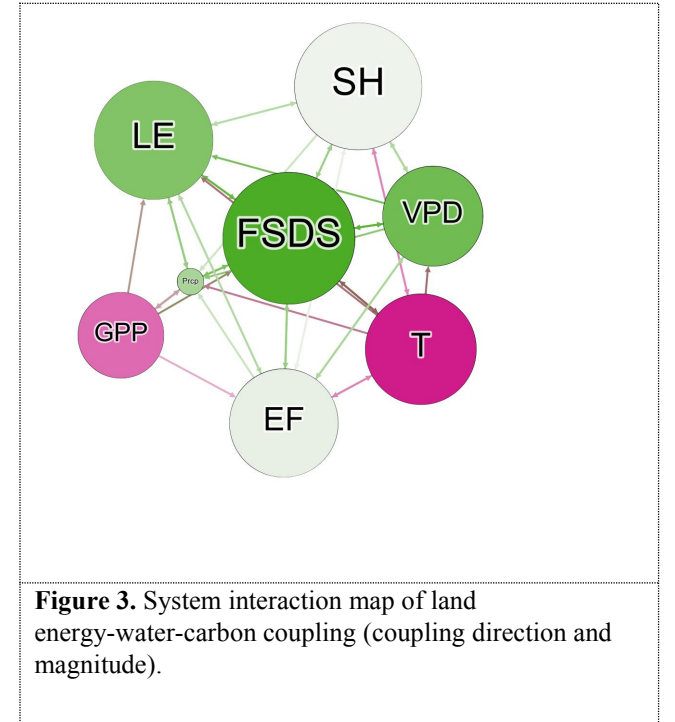 SH
LE
VPD
FSDS
Prcp
GPP
T
EF
Figure 3. System interaction map of land
energy-water-carbon coupling (coupling direction and
magnitude).